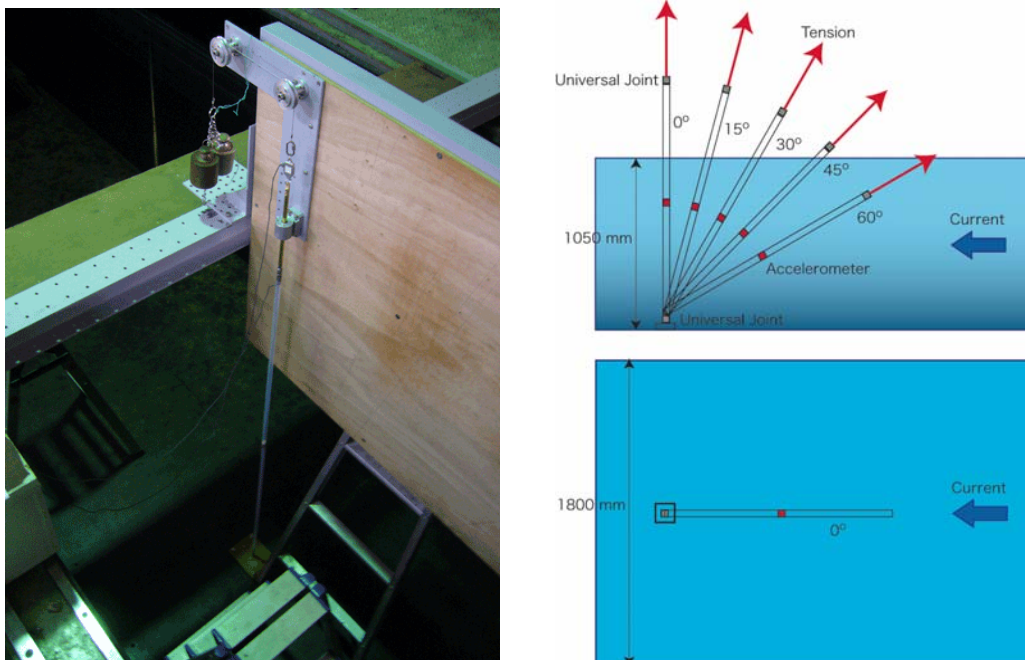 Tension
Universal Joint
0°
15°
30°
45°
60°
1050 mm
Current
Accelerometer
Universal Joint
1800 mm
Current
0°